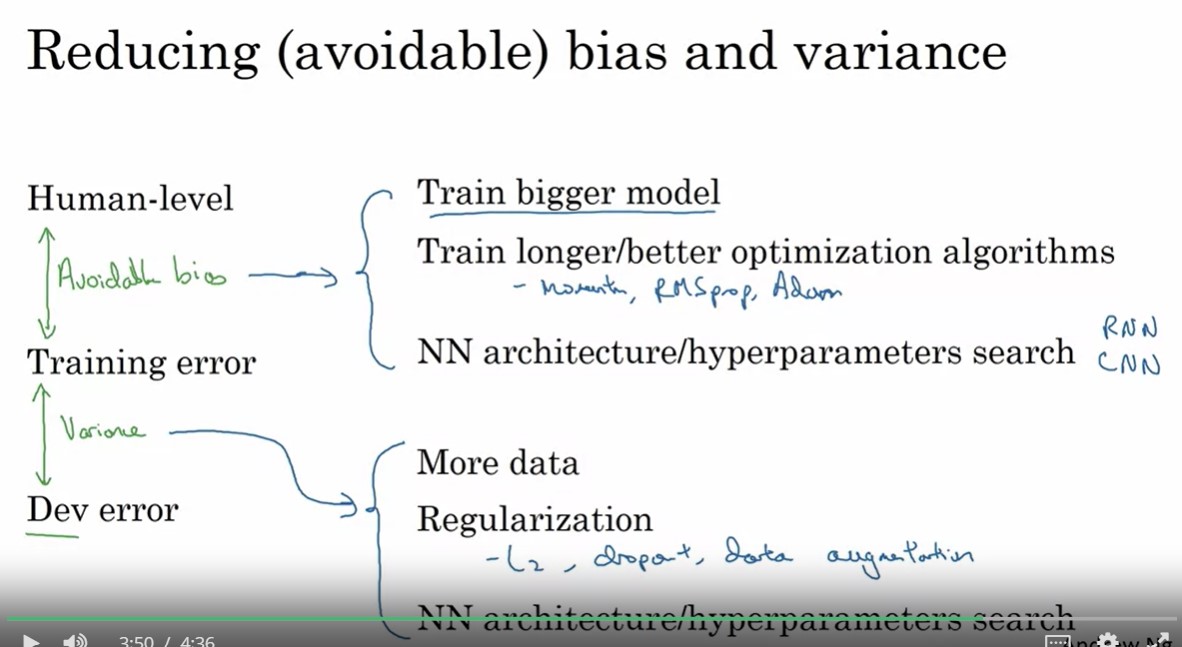 Reducing (avoidable) bias and variance
Human-level
Avoidable bias
Training error
Variance
Dev error
Train bigger model
Train longer/better optimization algorithms
- Momentum, RMSprop, Adam
NN architecture/hyperparameters search
RNN
CNN
More data
Regularization
- L2, dropout, data augmentation
NN architecture/hyperparameters search
3:50 / 4:36
Andrew Ng